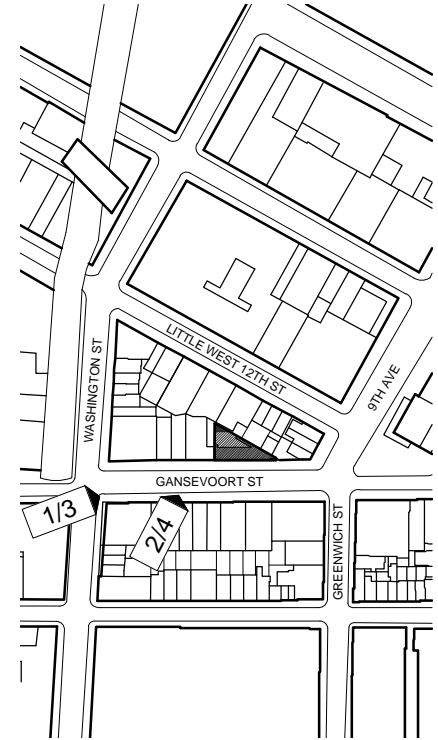 LITTLE WEST 12TH ST
WASHINGTON ST
9TH AVE
GANSEVOORT ST
1/3
2/4
GREENWICH ST